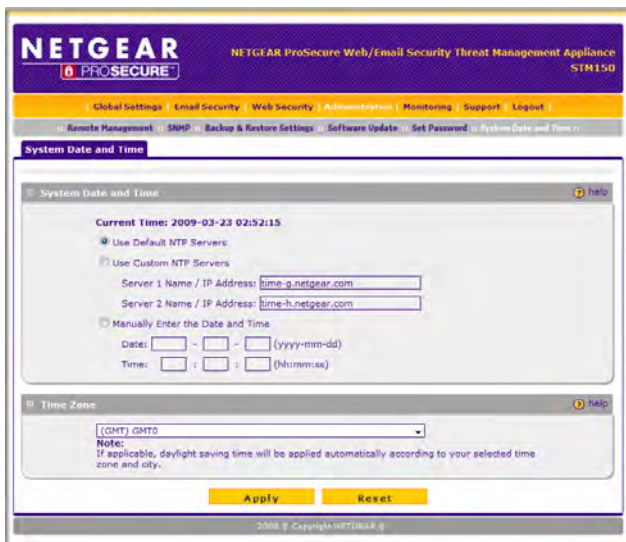 NETGEAR
PROSECURE
NETGEAR ProSecure Web/Email Security Threat Management Appliance
STM150
| Global Settings | Email Security | Web Security | Administration | Monitoring | Support | Logout |
:: Remote Management :: SNMP :: Backup & Restore Settings :: Software Update :: Set Password :: System Date and Time ::
System Date and Time
System Date and Time
help
Current Time: 2009-03-23 02:52:15
Use Default NTP Servers
Use Custom NTP Servers
Server 1 Name / IP Address: time-g.netgear.com
Server 2 Name / IP Address: time-h.netgear.com
Manually Enter the Date and Time
Date: - - (yyyy-mm-dd)
Time: : : (hh:mm:ss)
Time Zone
help
(GMT) GMT0
Note:
If applicable, daylight saving time will be applied automatically according to your selected time
zone and city.
Apply Reset
2008 © Copyright NETGEAR ®